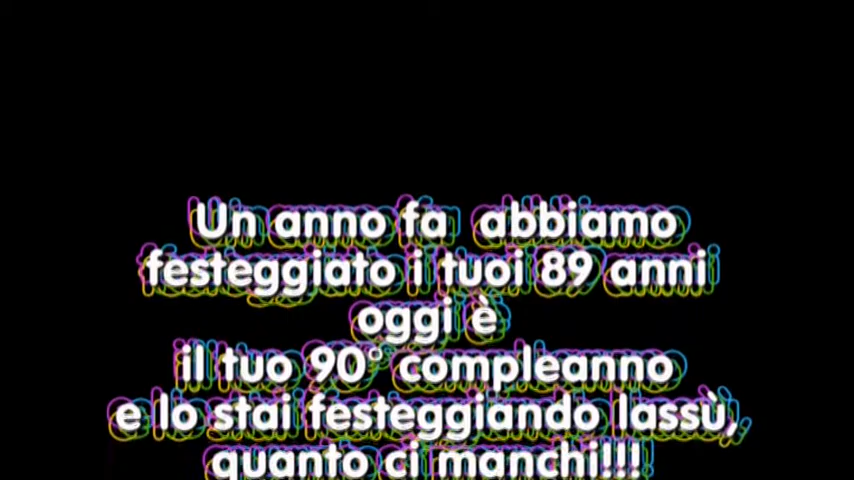 Un anno fa abbiamo
festeggiato i tuoi 89 anni
oggi è
il tuo 90° compleanno
e lo stai festeggiando lassù,
quanto ci manchi!!!